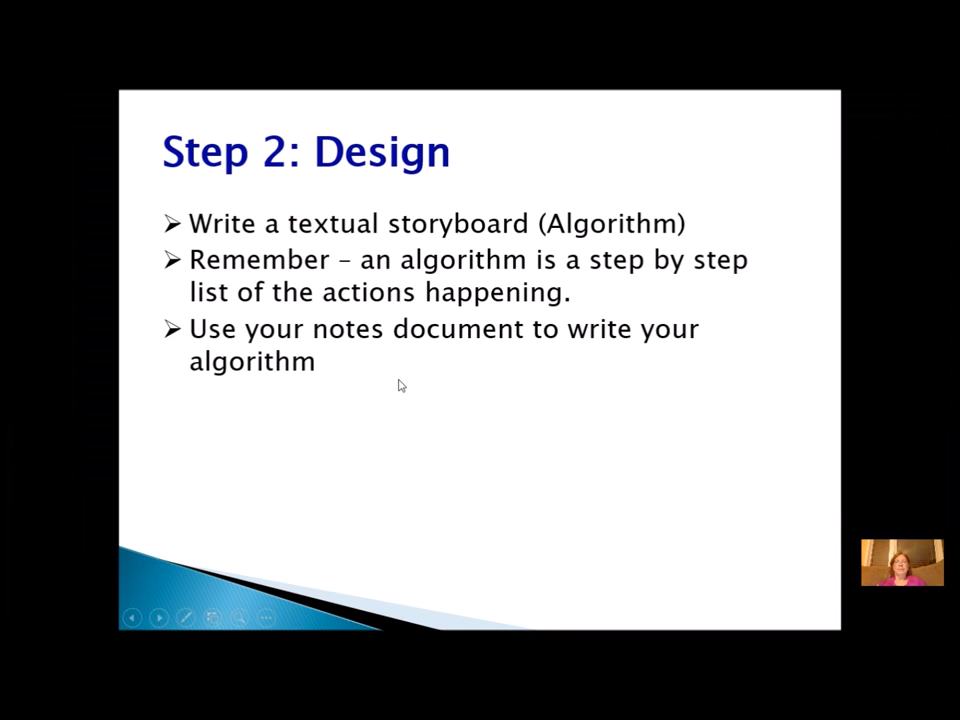 Step 2: Design
⮚ Write a textual storyboard (Algorithm)
⮚ Remember – an algorithm is a step by step
list of the actions happening.
⮚ Use your notes document to write your
algorithm